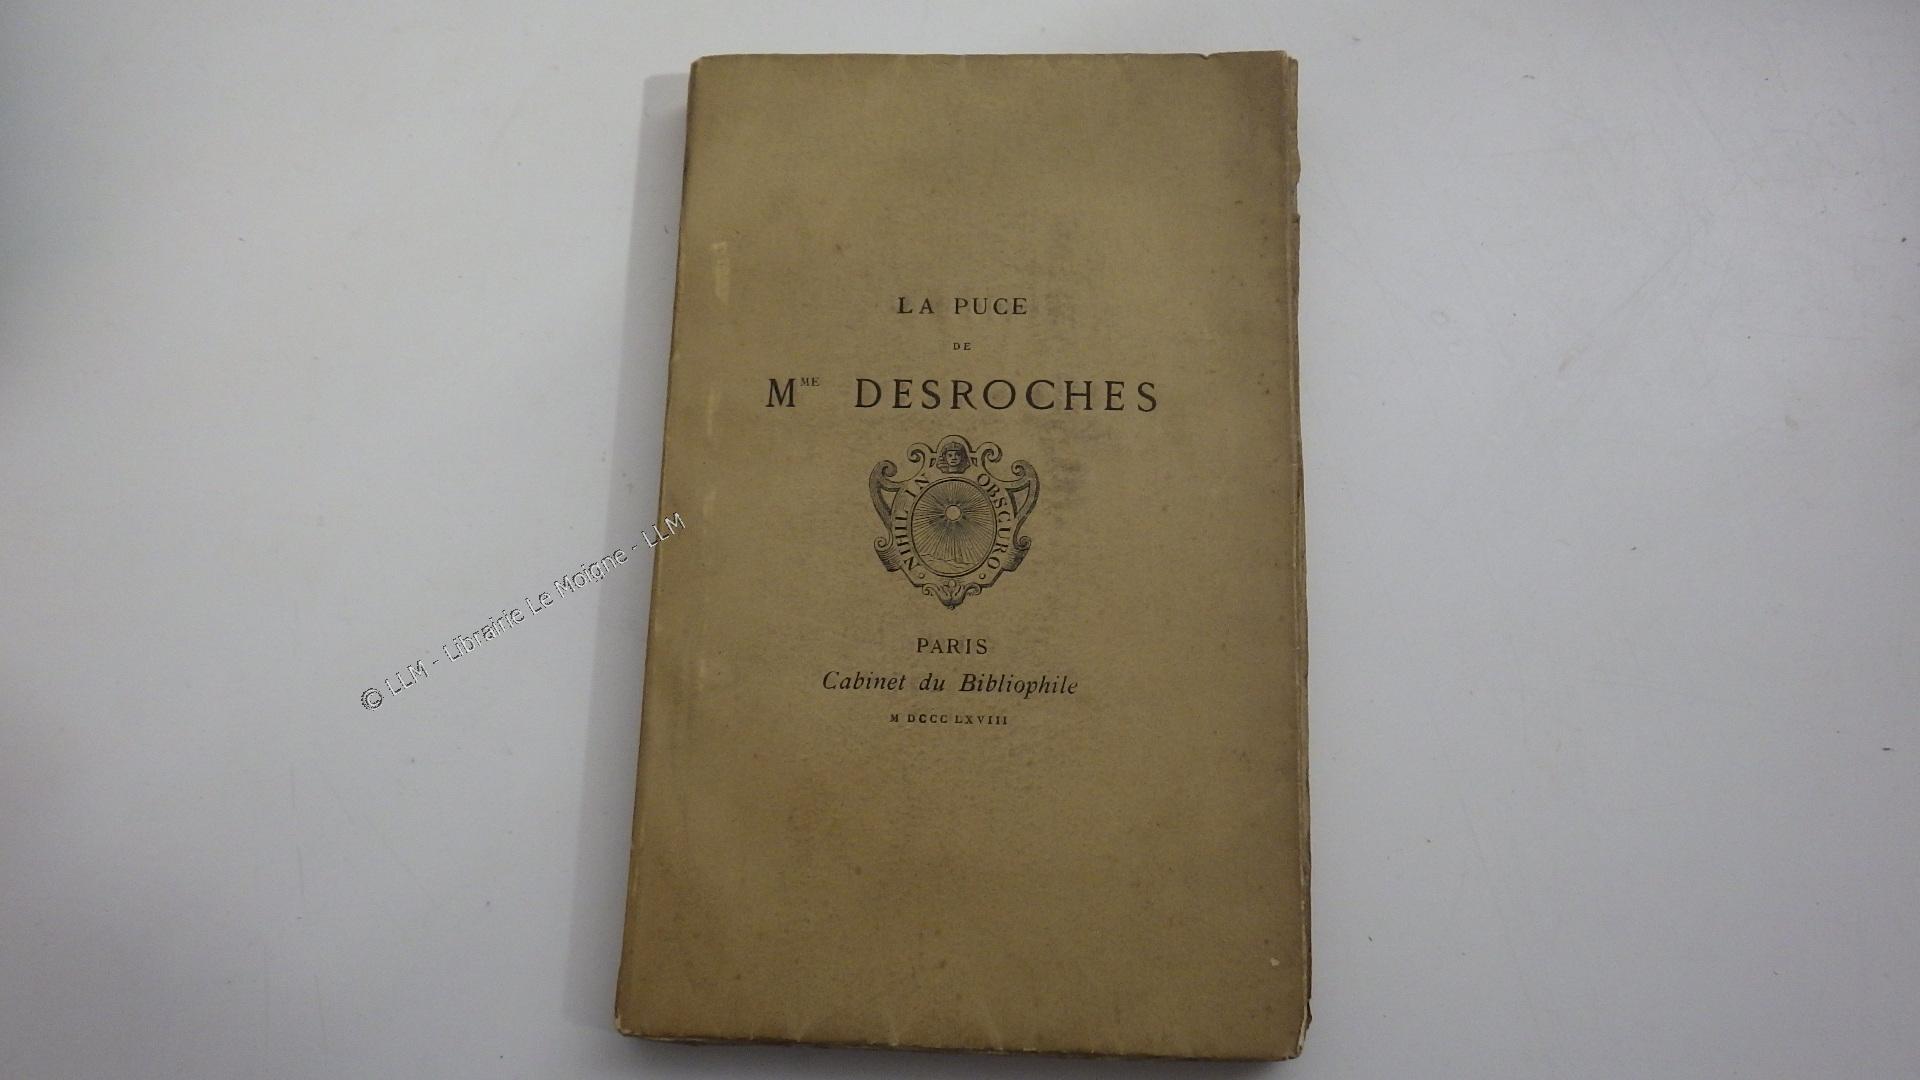 LA PUCE
DE
MME DESROCHES
NIHIL IN OBSCURO
PARIS
Cabinet du Bibliophile
M DCCC LXVIII
© LLM - Librairie Le Moigne - LLM